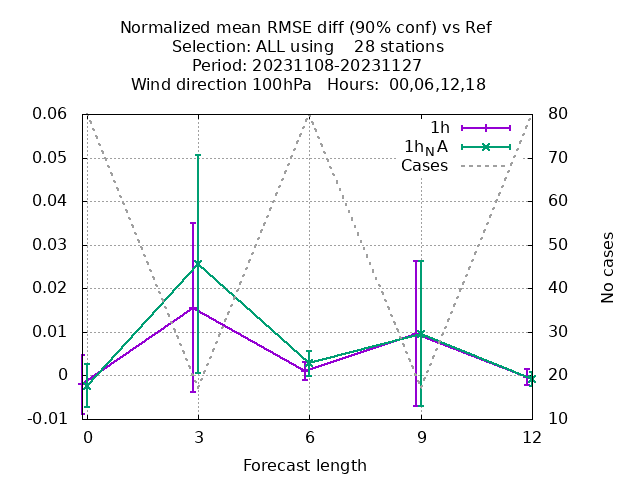 Normalized mean RMSE diff (90% conf) vs Ref
Selection: ALL using    28 stations
Period: 20231108-20231127
Wind direction 100hPa   Hours:  00,06,12,18
0.06
0.05
0.04
0.03
0.02
0.01
0
-0.01
80
70
60
50
40
30
20
10
1h
1hNA
Cases
No cases
0 3 6 9 12
Forecast length